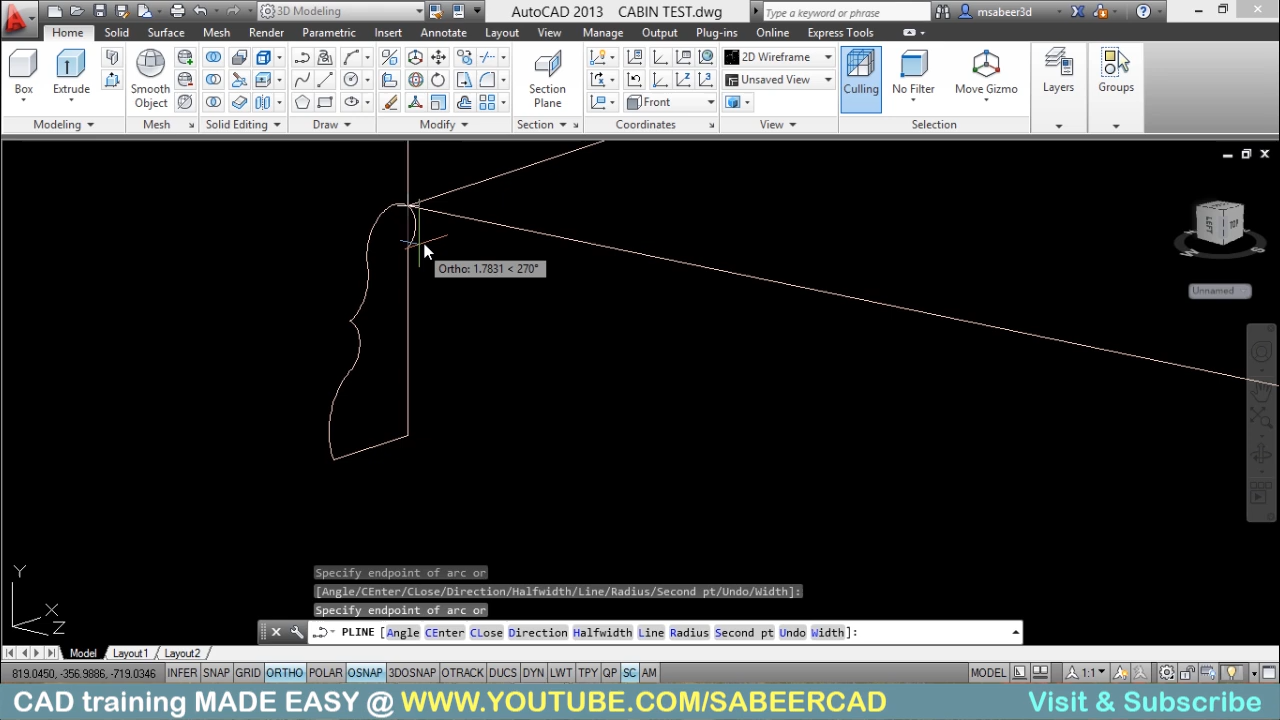 3D Modeling
AutoCAD 2013 CABIN TEST.dwg
Type a keyword or phrase
msabeer3d
Home Solid Surface Mesh Render Parametric Insert Annotate Layout View Manage Output Plug-ins Online Express Tools
Box
Extrude
Smooth
Object
Section
Plane
2D Wireframe
Unsaved View
Front
Culling
No Filter
Move Gizmo
Layers
Groups
Modeling Mesh Solid Editing Draw Modify Section Coordinates View Selection
LEFT
Unnamed
Ortho: 1.7831 < 270°
Y
X
Z
Specify endpoint of arc or
[Angle/CEnter/CLose/Direction/Halfwidth/Line/Radius/Second pt/Undo/Width]:
Specify endpoint of arc or
PLINE [Angle CEnter CLose Direction Halfwidth Line Radius Second pt Undo Width]:
Model Layout1 Layout2
819.0450, -356.9886, -719.0346 INFER SNAP GRID ORTHO POLAR OSNAP 3DOSNAP OTRACK DUCS DYN LWT TPY QP SC AM MODEL 1:1
CAD training MADE EASY @ WWW.YOUTUBE.COM/SABEERCAD Visit & Subscribe